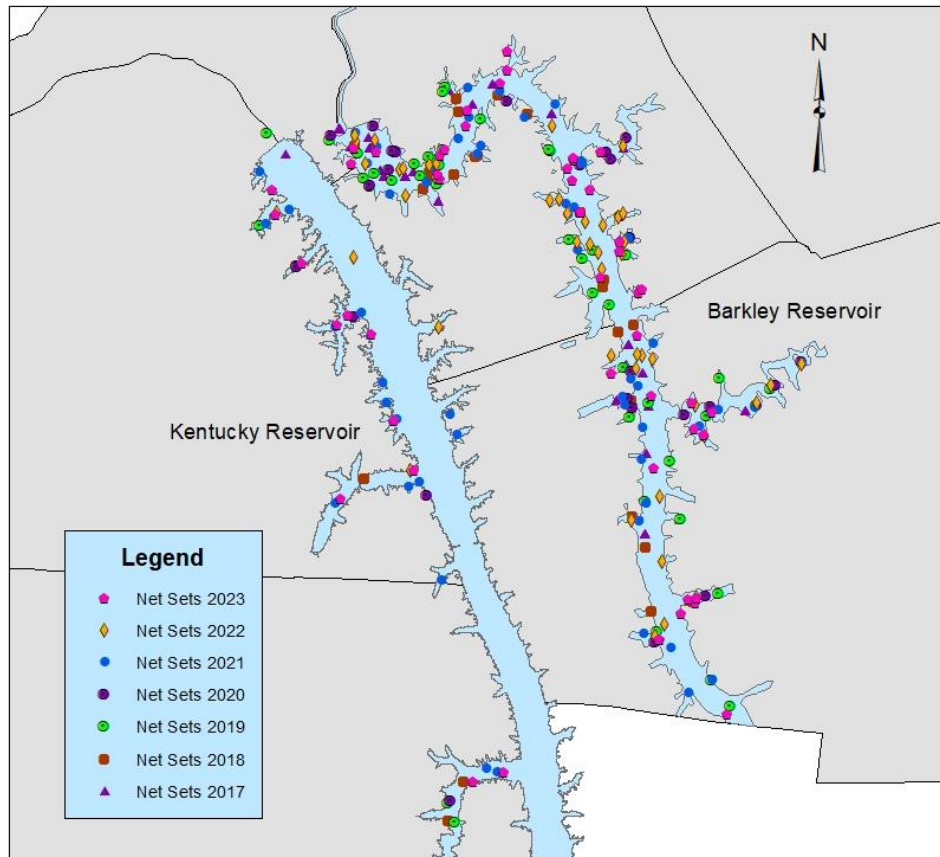 N
Barkley Reservoir
Kentucky Reservoir
Legend
Net Sets 2023
Net Sets 2022
Net Sets 2021
Net Sets 2020
Net Sets 2019
Net Sets 2018
Net Sets 2017